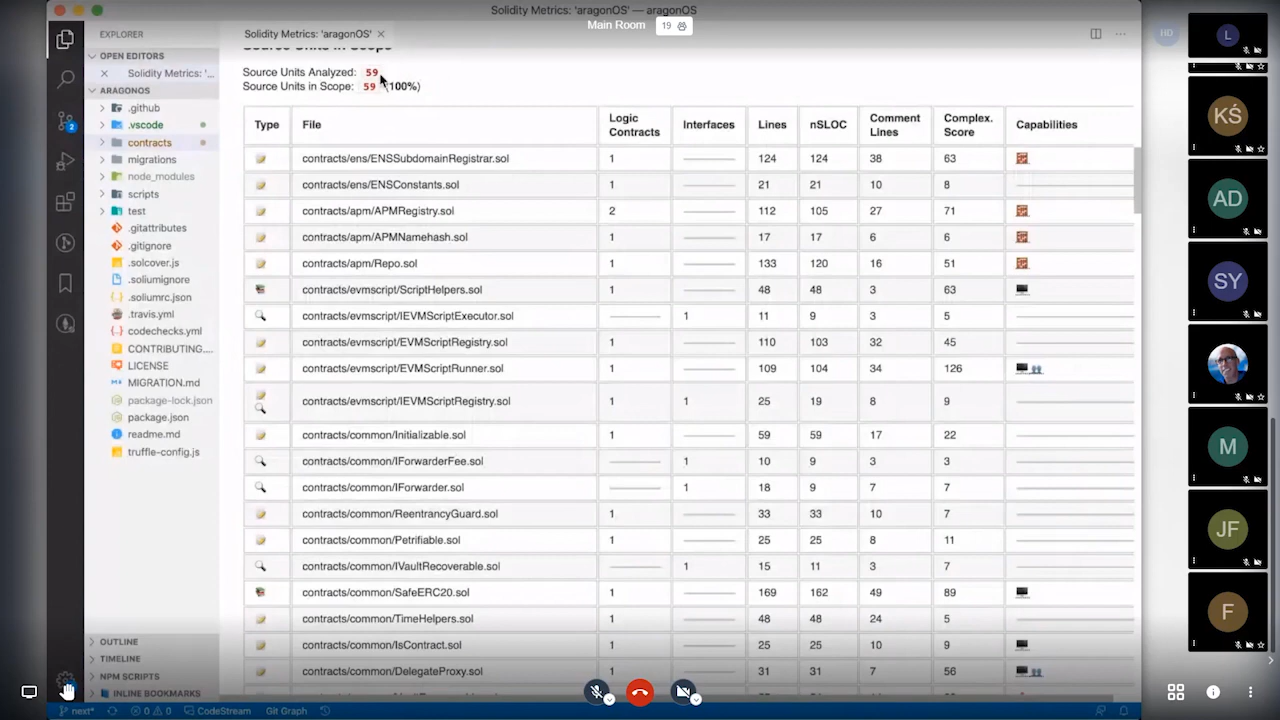 Solidity Metrics: 'aragonOS' — aragonOS
Main Room
19
EXPLORER
OPEN EDITORS
Solidity Metrics: '...
ARAGONOS
.github
.vscode
contracts
migrations
node_modules
scripts
test
.gitattributes
.gitignore
.solcover.js
.soliumignore
.soliumrc.json
.travis.yml
codechecks.yml
CONTRIBUTING....
LICENSE
MIGRATION.md
package-lock.json
package.json
readme.md
truffle-config.js
OUTLINE
TIMELINE
NPM SCRIPTS
INLINE BOOKMARKS
2
Solidity Metrics: 'aragonOS'
Source Units in Scope
Source Units Analyzed: 59
Source Units in Scope: 59 (100%)
Type File Logic Contracts Interfaces Lines nSLOC Comment Lines Complex. Score Capabilities
contracts/ens/ENSSubdomainRegistrar.sol 1 124 124 38 63
contracts/ens/ENSConstants.sol 1 21 21 10 8
contracts/apm/APMRegistry.sol 2 112 105 27 71
contracts/apm/APMNamehash.sol 1 17 17 6 6
contracts/apm/Repo.sol 1 133 120 16 51
contracts/evmscript/ScriptHelpers.sol 1 48 48 3 63
contracts/evmscript/IEVMScriptExecutor.sol 1 11 9 3 5
contracts/evmscript/EVMScriptRegistry.sol 1 110 103 32 45
contracts/evmscript/EVMScriptRunner.sol 1 109 104 34 126
contracts/evmscript/IEVMScriptRegistry.sol 1 1 25 19 8 9
contracts/common/Initializable.sol 1 59 59 17 22
contracts/common/IForwarderFee.sol 1 10 9 3 3
contracts/common/IForwarder.sol 1 18 9 7 7
contracts/common/ReentrancyGuard.sol 1 33 33 10 7
contracts/common/Petrifiable.sol 1 25 25 8 11
contracts/common/IVaultRecoverable.sol 1 15 11 3 7
contracts/common/SafeERC20.sol 1 169 162 49 89
contracts/common/TimeHelpers.sol 1 48 48 24 5
contracts/common/IsContract.sol 1 25 25 10 9
contracts/common/DelegateProxy.sol 1 31 31 7 56
next*
0 0
CodeStream
Git Graph
HD
L
KŚ
AD
SY
M
JF
F